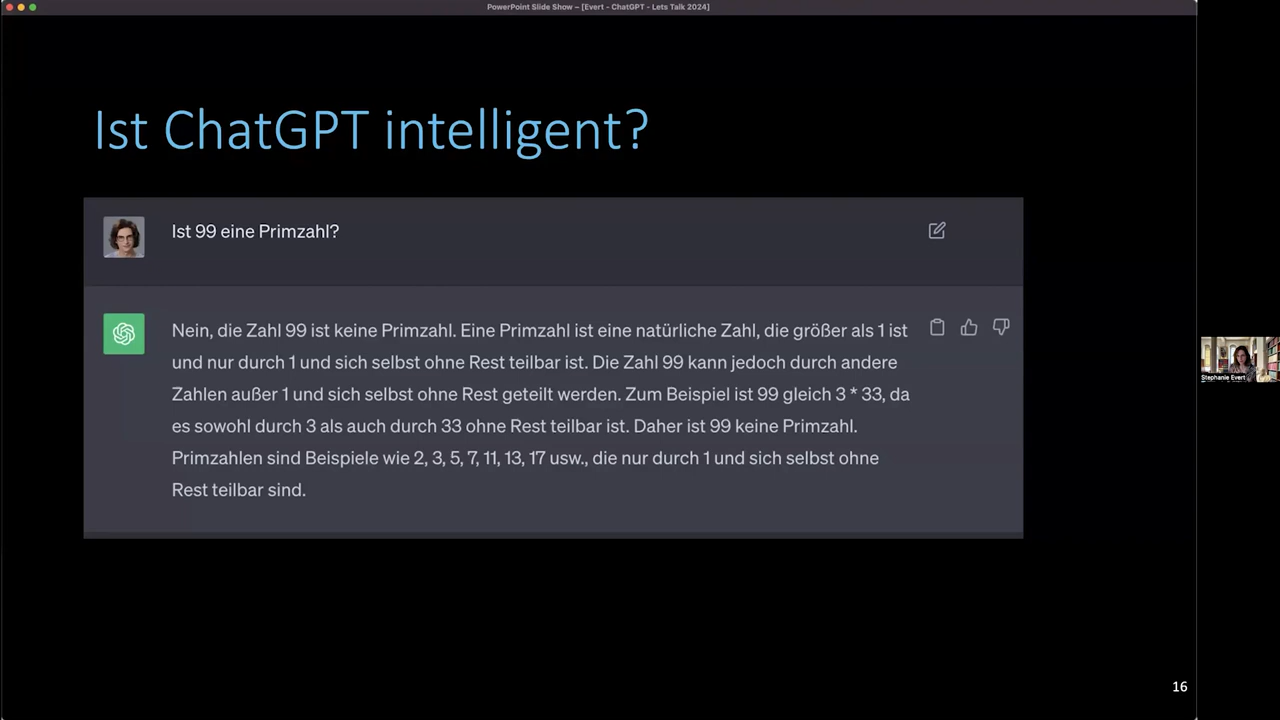 PowerPoint Slide Show – [Evert - ChatGPT - Lets Talk 2024]
Ist ChatGPT intelligent?
Ist 99 eine Primzahl?
Nein, die Zahl 99 ist keine Primzahl. Eine Primzahl ist eine natürliche Zahl, die größer als 1 ist
und nur durch 1 und sich selbst ohne Rest teilbar ist. Die Zahl 99 kann jedoch durch andere
Zahlen außer 1 und sich selbst ohne Rest geteilt werden. Zum Beispiel ist 99 gleich 3 * 33, da
es sowohl durch 3 als auch durch 33 ohne Rest teilbar ist. Daher ist 99 keine Primzahl.
Primzahlen sind Beispiele wie 2, 3, 5, 7, 11, 13, 17 usw., die nur durch 1 und sich selbst ohne
Rest teilbar sind.
Stephanie Evert
16